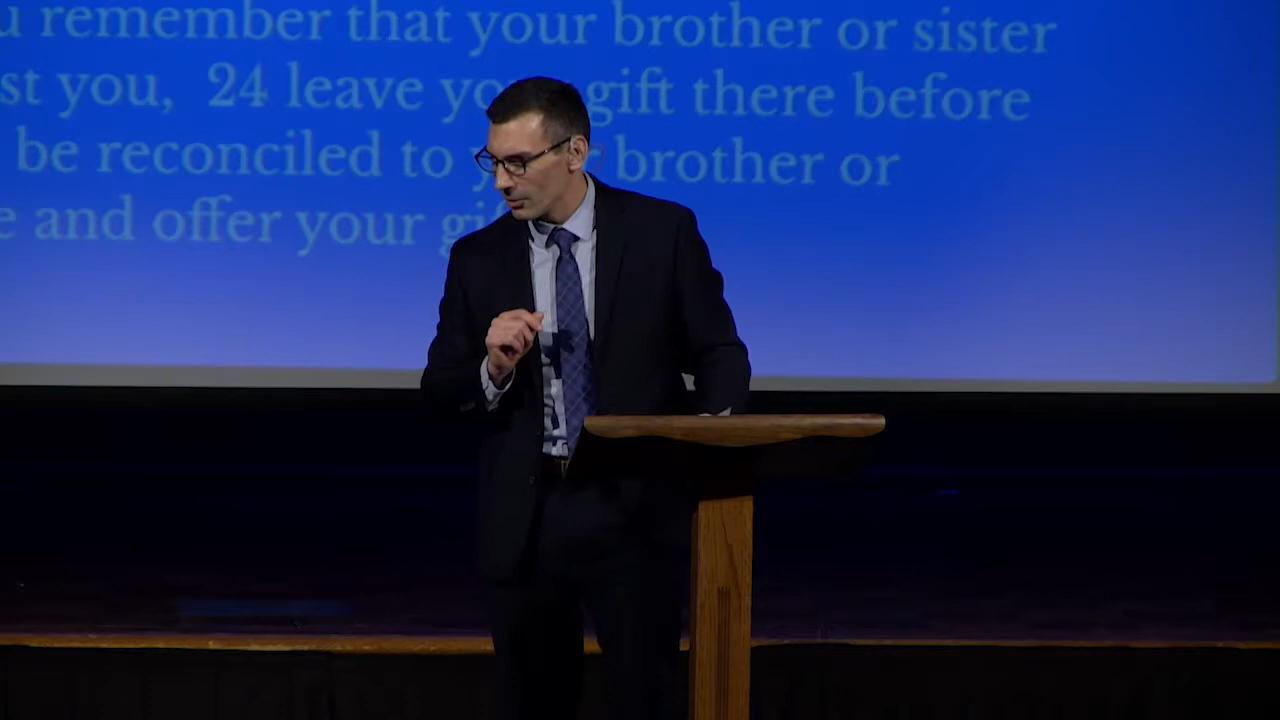 u remember that your brother or sister
st you, 24 leave yo gift there before
be reconciled to y r brother or
e and offer your gi